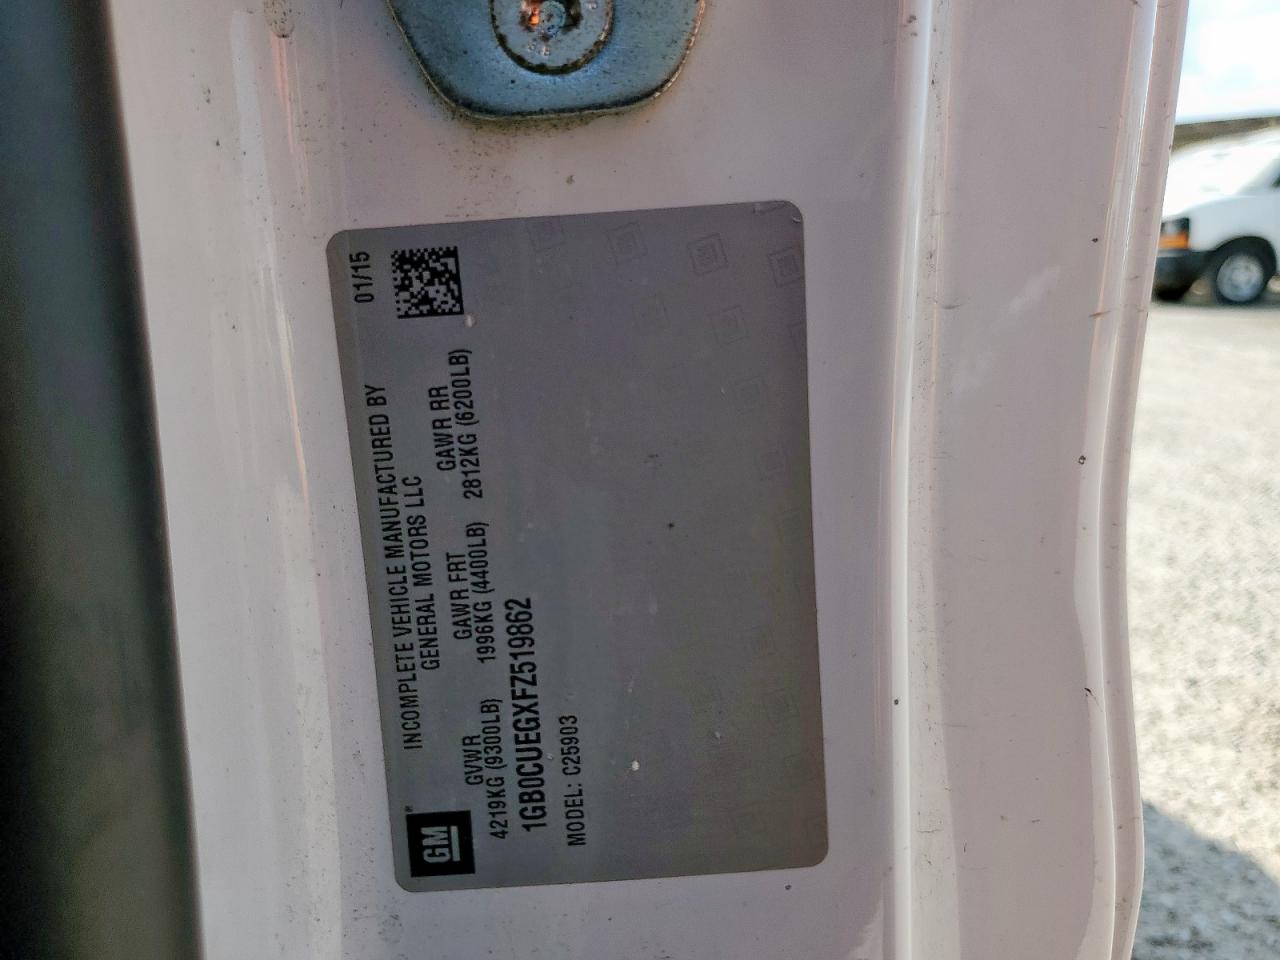 01/15
INCOMPLETE VEHICLE MANUFACTURED BY
GENERAL MOTORS LLC
GM®
GVWR GAWR FRT GAWR RR
4219KG (9300LB) 1996KG (4400LB) 2812KG (6200LB)
1GB0CUEGXFZ519862
MODEL: C25903